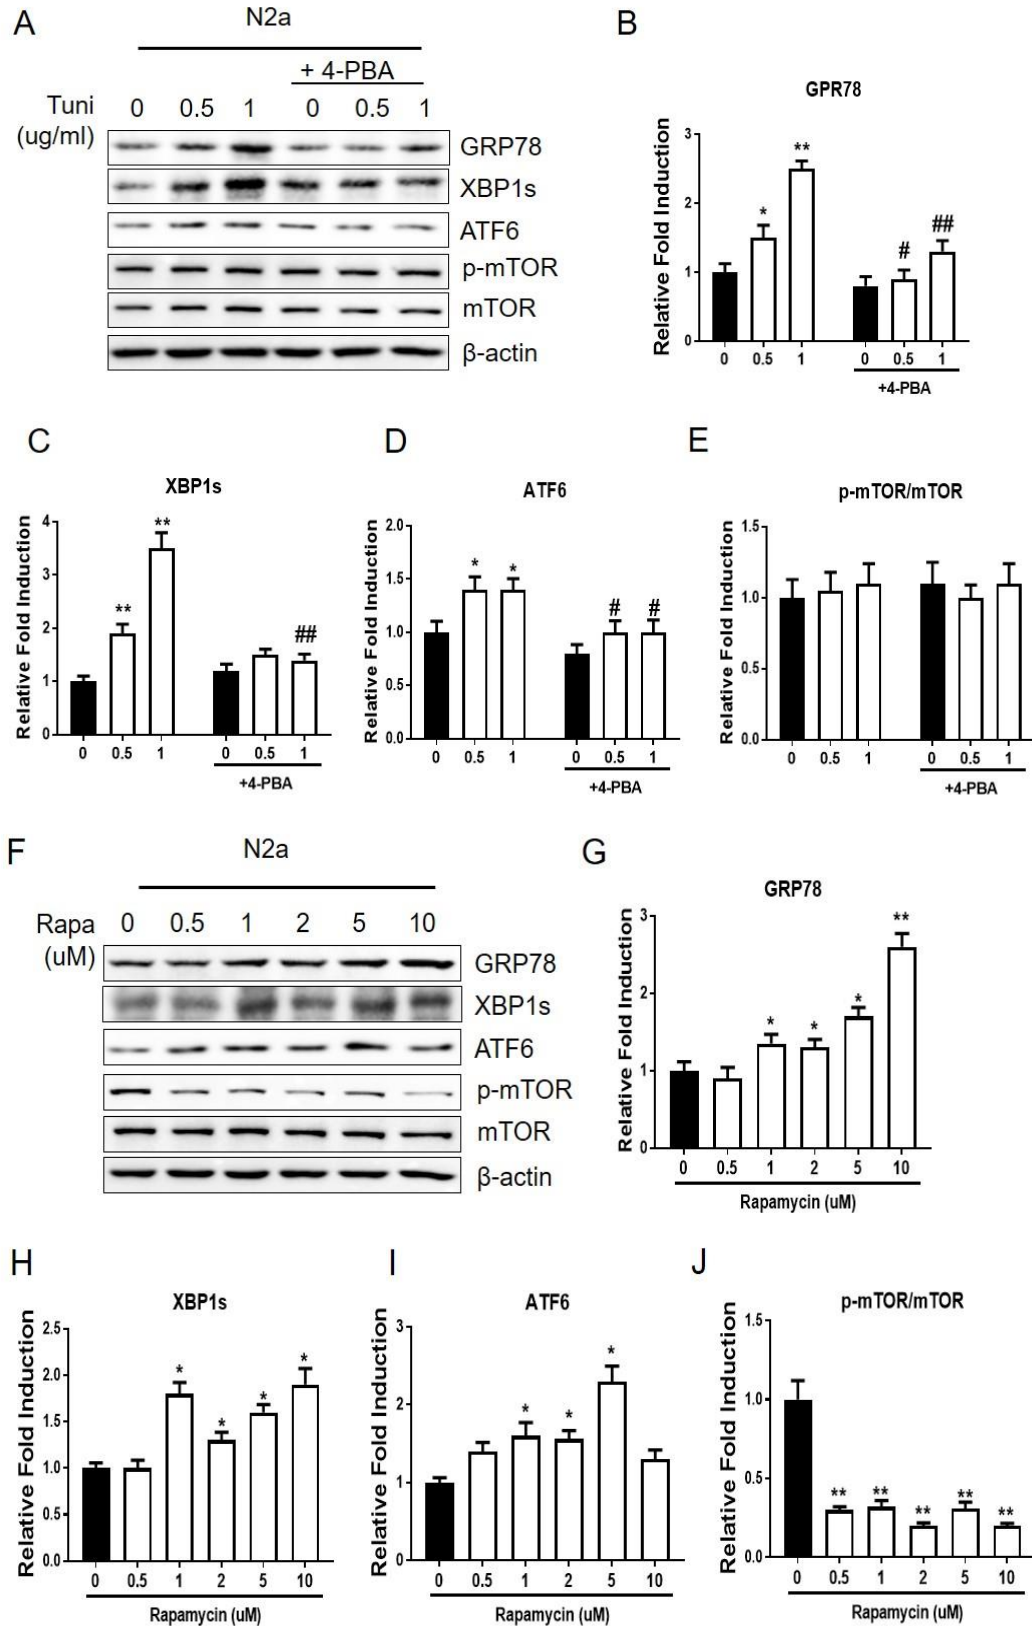 A
N2a
+ 4-PBA
Tuni 0 0.5 1 0 0.5 1
(ug/ml)
GRP78
XBP1s
ATF6
p-mTOR
mTOR
β-actin
B
GPR78
Relative Fold Induction
3
2
1
0
* ** # ##
0 0.5 1 0 0.5 1
+4-PBA
C
XBP1s
Relative Fold Induction
4
3
2
1
0
** ** ##
0 0.5 1 0 0.5 1
+4-PBA
D
ATF6
Relative Fold Induction
2.0
1.5
1.0
0.5
0.0
* * # #
0 0.5 1 0 0.5 1
+4-PBA
E
p-mTOR/mTOR
Relative Fold Induction
1.5
1.0
0.5
0.0
0 0.5 1 0 0.5 1
+4-PBA
F
N2a
Rapa 0 0.5 1 2 5 10
(uM)
GRP78
XBP1s
ATF6
p-mTOR
mTOR
β-actin
G
GRP78
Relative Fold Induction
3
2
1
0
* * * **
0 0.5 1 2 5 10
Rapamycin (uM)
H
XBP1s
Relative Fold Induction
2.5
2.0
1.5
1.0
0.5
0.0
* * * *
0 0.5 1 2 5 10
Rapamycin (uM)
I
ATF6
Relative Fold Induction
3
2
1
0
* * *
0 0.5 1 2 5 10
Rapamycin (uM)
J
p-mTOR/mTOR
Relative Fold Induction
1.5
1.0
0.5
0.0
** ** ** ** **
0 0.5 1 2 5 10
Rapamycin (uM)